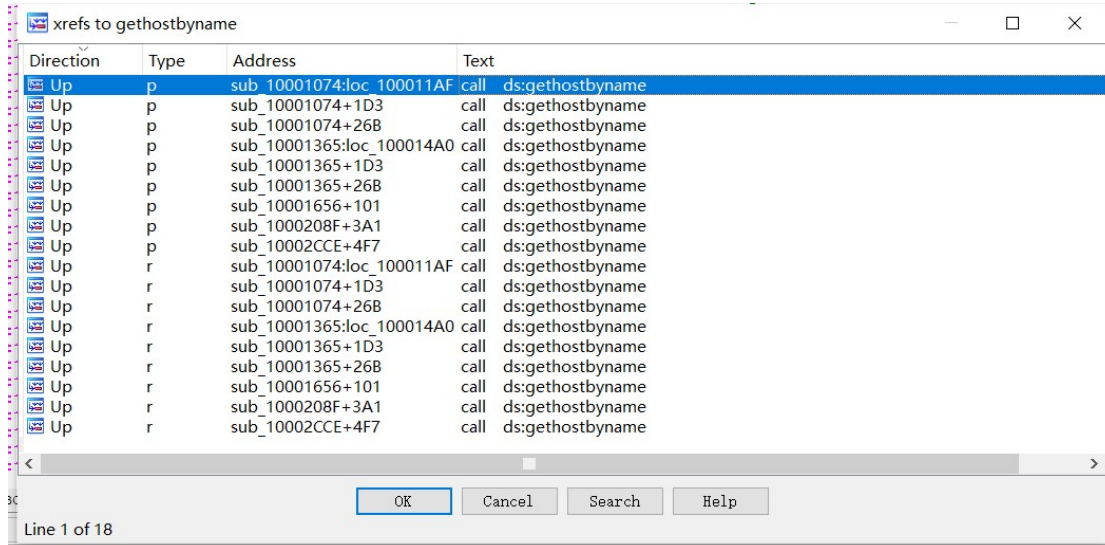 xrefs to gethostbyname
Direction Type Address Text
Up p sub_10001074:loc_100011AF call ds:gethostbyname
Up p sub_10001074+1D3 call ds:gethostbyname
Up p sub_10001074+26B call ds:gethostbyname
Up p sub_10001365:loc_100014A0 call ds:gethostbyname
Up p sub_10001365+1D3 call ds:gethostbyname
Up p sub_10001365+26B call ds:gethostbyname
Up p sub_10001656+101 call ds:gethostbyname
Up p sub_1000208F+3A1 call ds:gethostbyname
Up p sub_10002CCE+4F7 call ds:gethostbyname
Up r sub_10001074:loc_100011AF call ds:gethostbyname
Up r sub_10001074+1D3 call ds:gethostbyname
Up r sub_10001074+26B call ds:gethostbyname
Up r sub_10001365:loc_100014A0 call ds:gethostbyname
Up r sub_10001365+1D3 call ds:gethostbyname
Up r sub_10001365+26B call ds:gethostbyname
Up r sub_10001656+101 call ds:gethostbyname
Up r sub_1000208F+3A1 call ds:gethostbyname
Up r sub_10002CCE+4F7 call ds:gethostbyname
OK Cancel Search Help
Line 1 of 18